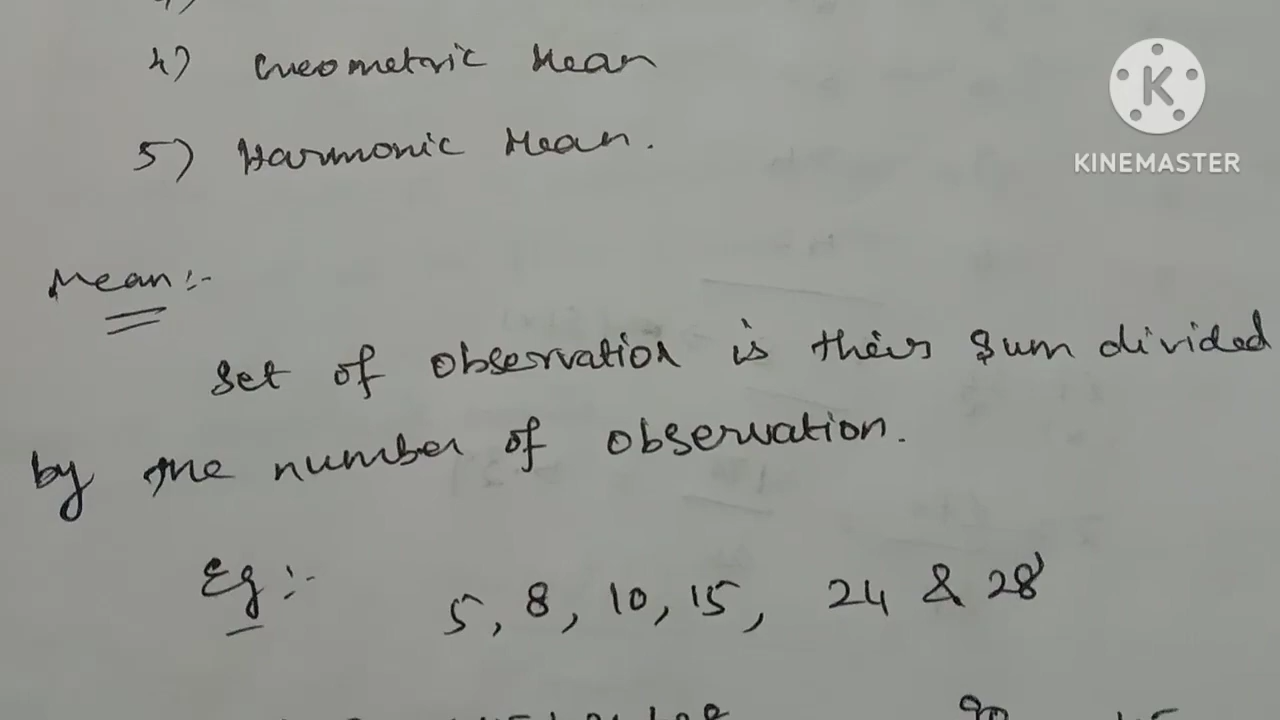 4) Geometric Mean
5) Harmonic Mean.
KINEMASTER
Mean:-
Set of observation is their sum divided
by the number of observation.
Eg:- 5, 8, 10, 15, 24 & 28